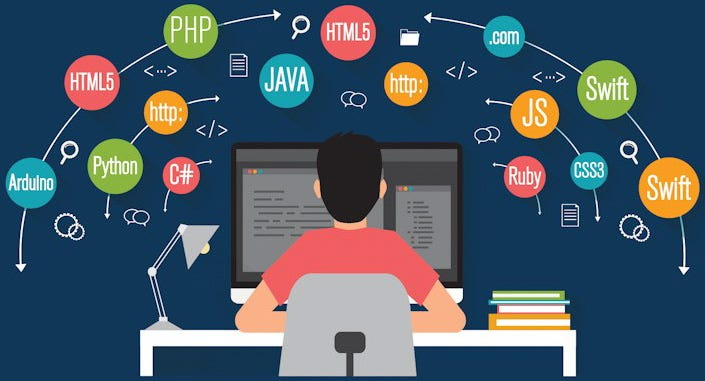 PHP
HTML5
.com
HTML5
JAVA
http:
Swift
http:
JS
Arduino
Python
C#
Ruby
CSS3
Swift
<...>
<...>
</>
</>